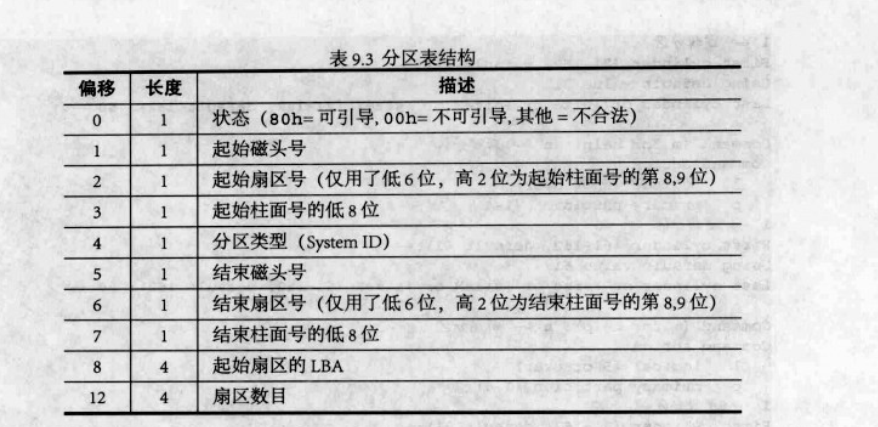 表 9.3 分区表结构
偏移 长度 描述
0 1 状态（80h=可引导,00h=不可引导,其他=不合法）
1 1 起始磁头号
2 1 起始扇区号（仅用了低6位，高2位为起始柱面号的第8,9位）
3 1 起始柱面号的低8位
4 1 分区类型（System ID）
5 1 结束磁头号
6 1 结束扇区号（仅用了低6位，高2位为结束柱面号的第8,9位）
7 1 结束柱面号的低8位
8 4 起始扇区的LBA
12 4 扇区数目